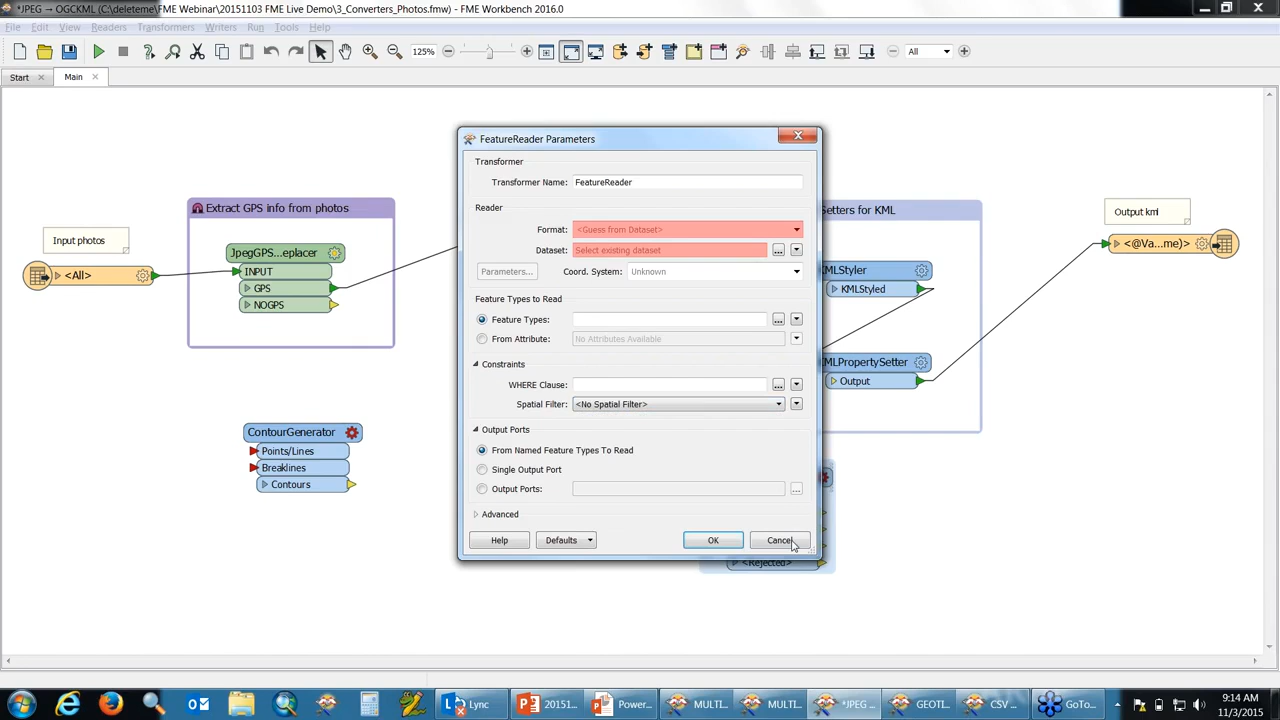 *JPEG → OGCKML (C:\deleteme\FME Webinar\20151103 FME Live Demo\3_Converters_Photos.fmw) - FME Workbench 2016.0
File Edit View Readers Transformers Writers Run Tools Help
125% All
Start Main
FeatureReader Parameters
Transformer
Transformer Name: FeatureReader
Reader
Format: <Guess from Dataset>
Dataset: Select existing dataset
Parameters... Coord. System: Unknown
Feature Types to Read
Feature Types:
From Attribute: No Attributes Available
Constraints
WHERE Clause:
Spatial Filter: <No Spatial Filter>
Output Ports
From Named Feature Types To Read
Single Output Port
Output Ports:
Advanced
Help Defaults OK Cancel
Input photos
<All>
Extract GPS info from photos
JpegGPS...eplacer
INPUT
GPS
NOGPS
ContourGenerator
Points/Lines
Breaklines
Contours
Setters for KML
KMLStyler
KMLStyled
KMLPropertySetter
Output
<Rejected>
Output kml
<@Va...me)>
Lync 20151... Power... MULTI... MULTI... *JPEG ... GEOT... CSV ... GoTo...
9:14 AM
11/3/2015